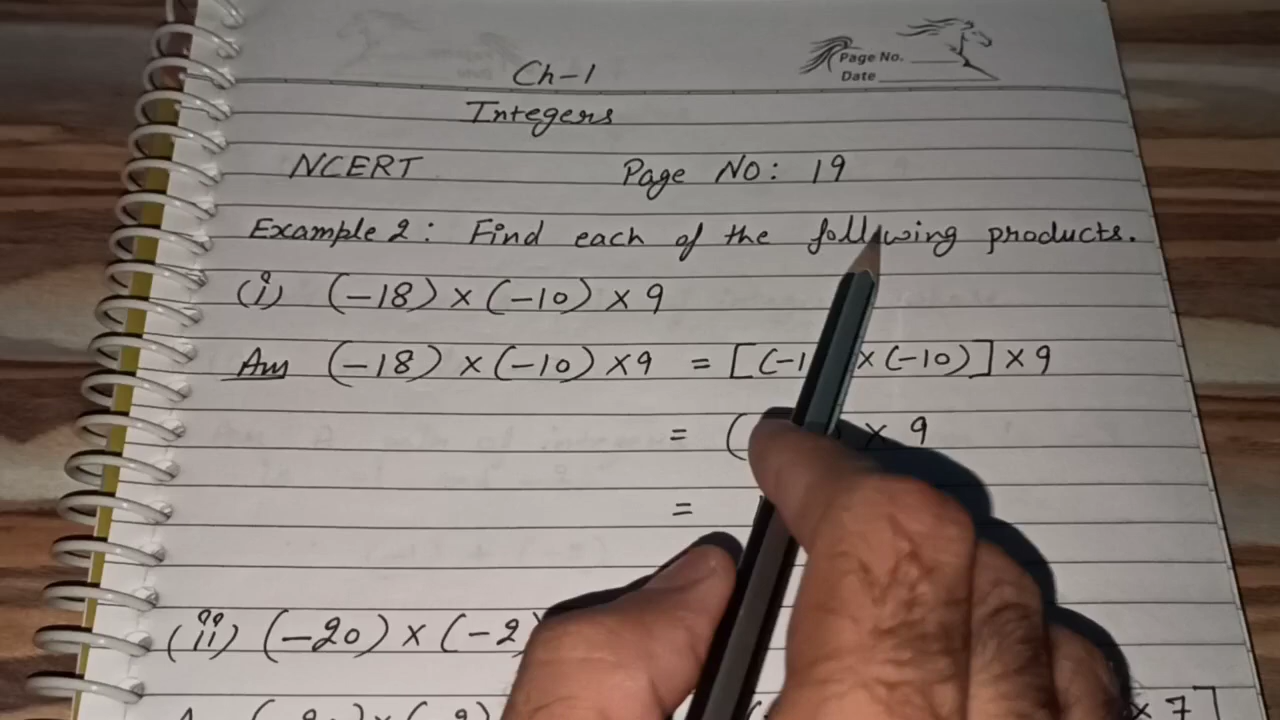 Page No.
Date
Ch-1
Integers
NCERT Page No: 19
Example 2: Find each of the following products.
(i) (-18) × (-10) × 9
Ans (-18) × (-10) × 9 = [(-1 × (-10)] × 9
= ( × 9
=
(ii) (-20) × (-2)
× 7]